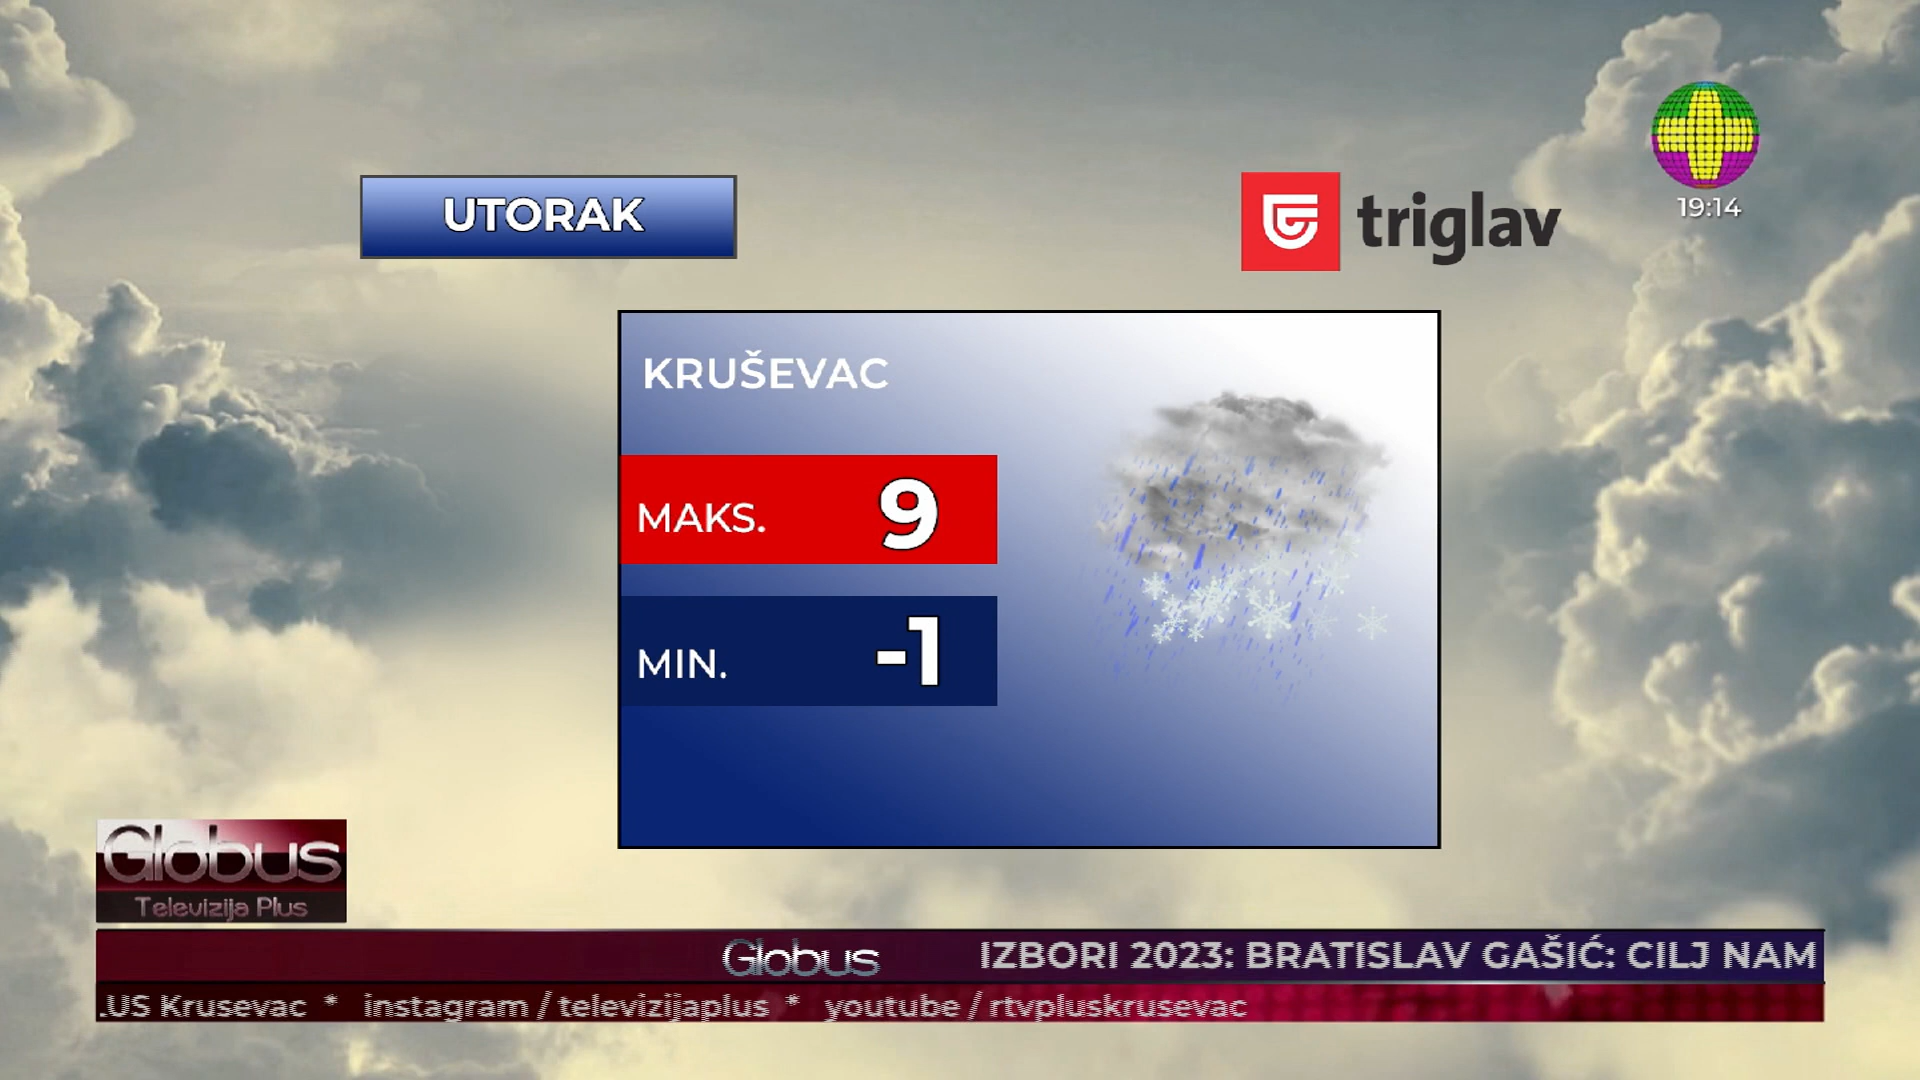 UTORAK
triglav
19:14
KRUŠEVAC
MAKS. 9
MIN. -1
Globus
Televizija Plus
Globus IZBORI 2023: BRATISLAV GAŠIĆ: CILJ NAM
.US Krusevac * instagram / televizijaplus * youtube / rtvpluskrusevac